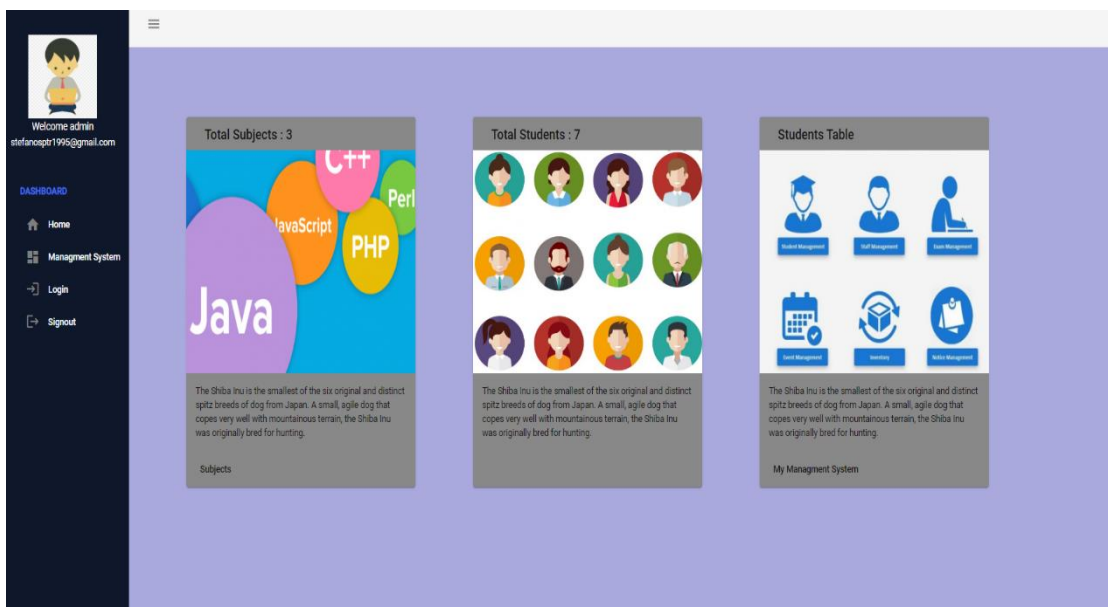 Welcome admin
stefanosptr1995@gmail.com
DASHBOARD
Home
Managment System
Login
Signout
Total Subjects : 3
C++
JavaScript
Perl
PHP
Java
The Shiba Inu is the smallest of the six original and distinct
spitz breeds of dog from Japan. A small, agile dog that
copes very well with mountainous terrain, the Shiba Inu
was originally bred for hunting.
Subjects
Total Students : 7
The Shiba Inu is the smallest of the six original and distinct
spitz breeds of dog from Japan. A small, agile dog that
copes very well with mountainous terrain, the Shiba Inu
was originally bred for hunting.
Students Table
Student Management
Staff Management
Exam Management
Event Management
Inventory
Notice Management
The Shiba Inu is the smallest of the six original and distinct
spitz breeds of dog from Japan. A small, agile dog that
copes very well with mountainous terrain, the Shiba Inu
was originally bred for hunting.
My Managment System